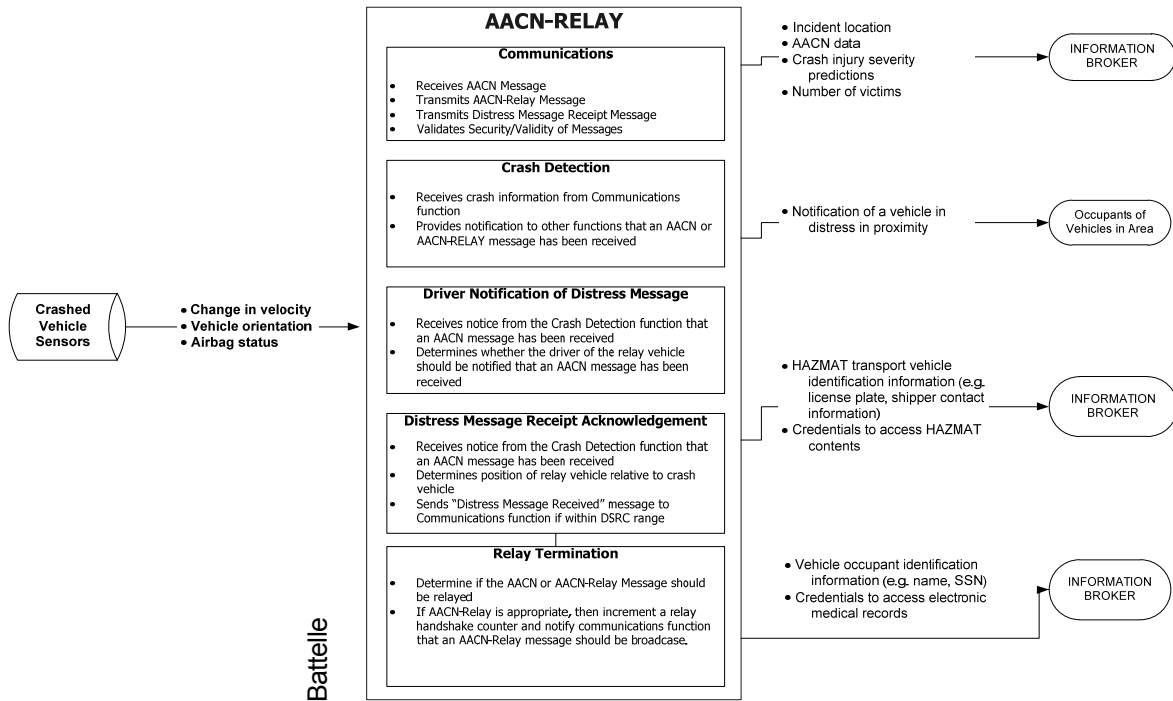 AACN-RELAY
Communications
• Receives AACN Message
• Transmits AACN-Relay Message
• Transmits Distress Message Receipt Message
• Validates Security/Validity of Messages
Crash Detection
• Receives crash information from Communications
function
• Provides notification to other functions that an AACN or
AACN-RELAY message has been received
Driver Notification of Distress Message
• Receives notice from the Crash Detection function that
an AACN message has been received
• Determines whether the driver of the relay vehicle
should be notified that an AACN message has been
received
Distress Message Receipt Acknowledgement
• Receives notice from the Crash Detection function that
an AACN message has been received
• Determines position of relay vehicle relative to crash
vehicle
• Sends “Distress Message Received” message to
Communications function if within DSRC range
Relay Termination
• Determine if the AACN or AACN-Relay Message should
be relayed
• If AACN-Relay is appropriate, then increment a relay
handshake counter and notify communications function
that an AACN-Relay message should be broadcase.
Crashed
Vehicle
Sensors
• Change in velocity
• Vehicle orientation
• Airbag status
• Incident location
• AACN data
• Crash injury severity
predictions
• Number of victims
INFORMATION
BROKER
• Notification of a vehicle in
distress in proximity
Occupants of
Vehicles in Area
• HAZMAT transport vehicle
identification information (e.g.
license plate, shipper contact
information)
• Credentials to access HAZMAT
contents
INFORMATION
BROKER
• Vehicle occupant identification
information (e.g. name, SSN)
• Credentials to access electronic
medical records
INFORMATION
BROKER
Battelle